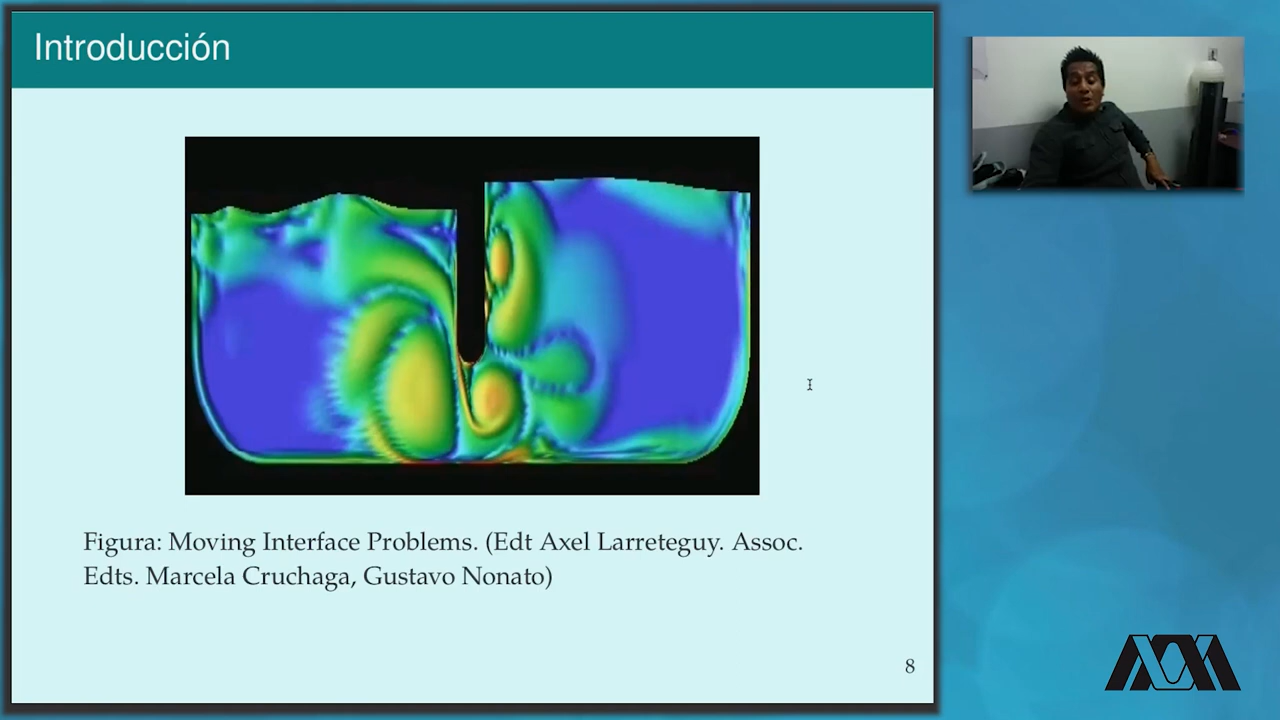 Introducción
Figura: Moving Interface Problems. (Edt Axel Larreteguy. Assoc.
Edts. Marcela Cruchaga, Gustavo Nonato)
8